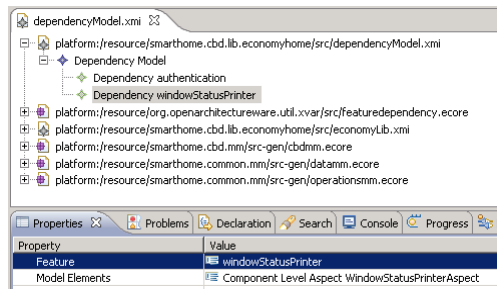 dependencyModel.xmi
platform:/resource/smarthome.cbd.lib.economyhome/src/dependencyModel.xmi
Dependency Model
Dependency authentication
Dependency windowStatusPrinter
platform:/resource/org.openarchitectureware.util.xvar/src/featuredependency.ecore
platform:/resource/smarthome.cbd.lib.economyhome/src/economyLib.xmi
platform:/resource/smarthome.cbd.mm/src-gen/cbdmm.ecore
platform:/resource/smarthome.common.mm/src-gen/datamm.ecore
platform:/resource/smarthome.common.mm/src-gen/operationsmm.ecore
Properties Problems Declaration Search Console Progress
Property Value
Feature windowStatusPrinter
Model Elements Component Level Aspect WindowStatusPrinterAspect